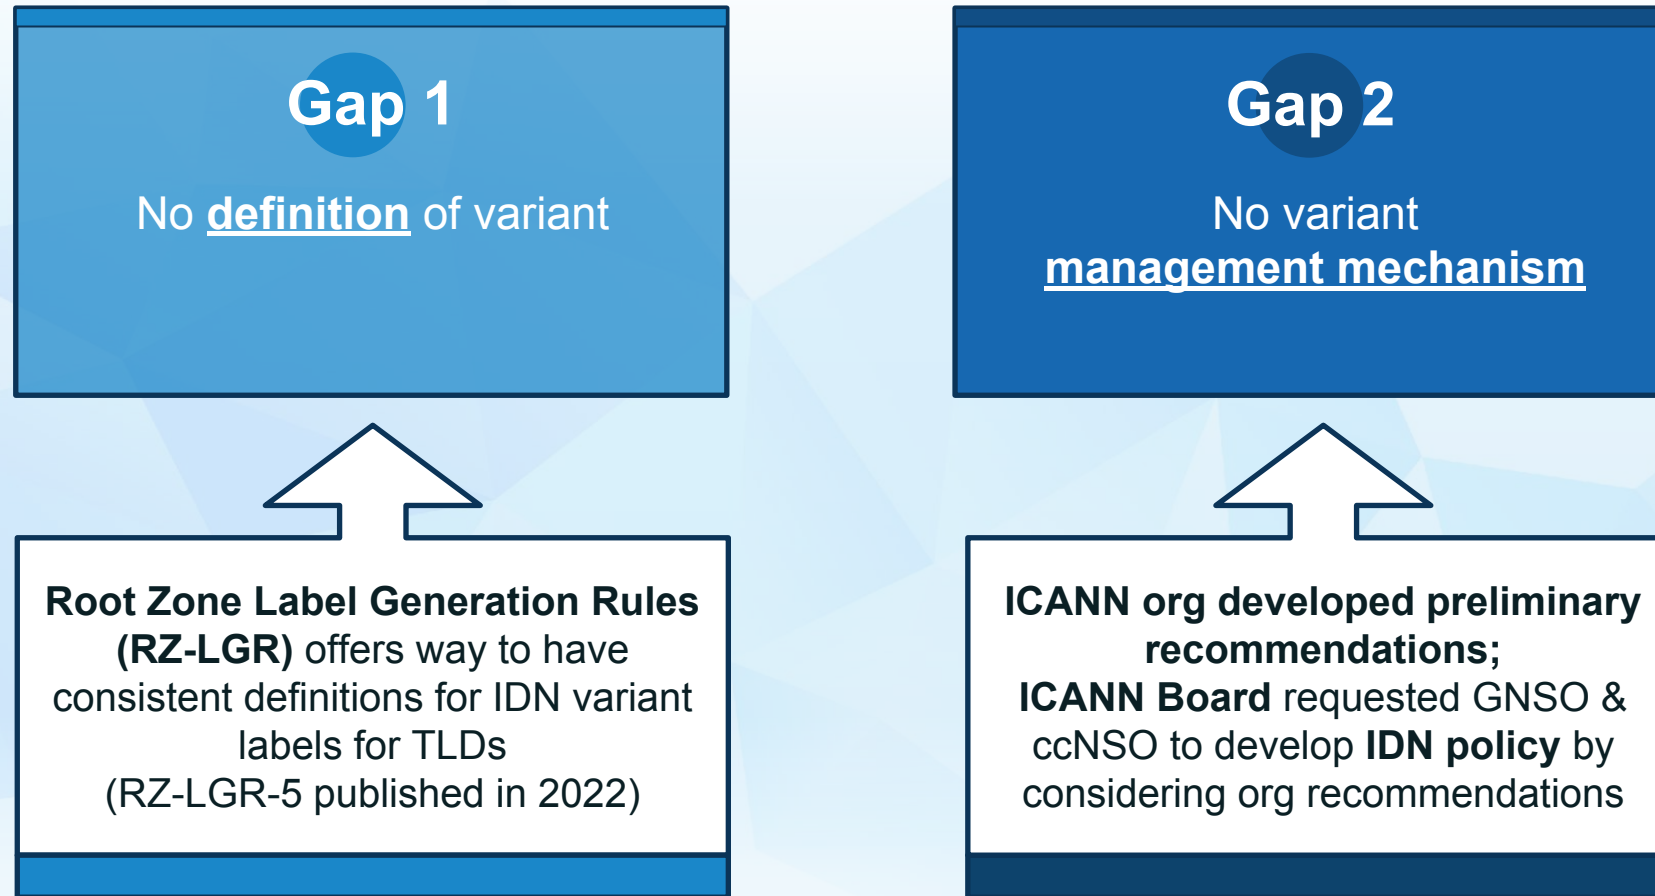 Gap 1
No definition of variant
Root Zone Label Generation Rules
(RZ-LGR) offers way to have
consistent definitions for IDN variant
labels for TLDs
(RZ-LGR-5 published in 2022)
Gap 2
No variant
management mechanism
ICANN org developed preliminary
recommendations;
ICANN Board requested GNSO &
ccNSO to develop IDN policy by
considering org recommendations